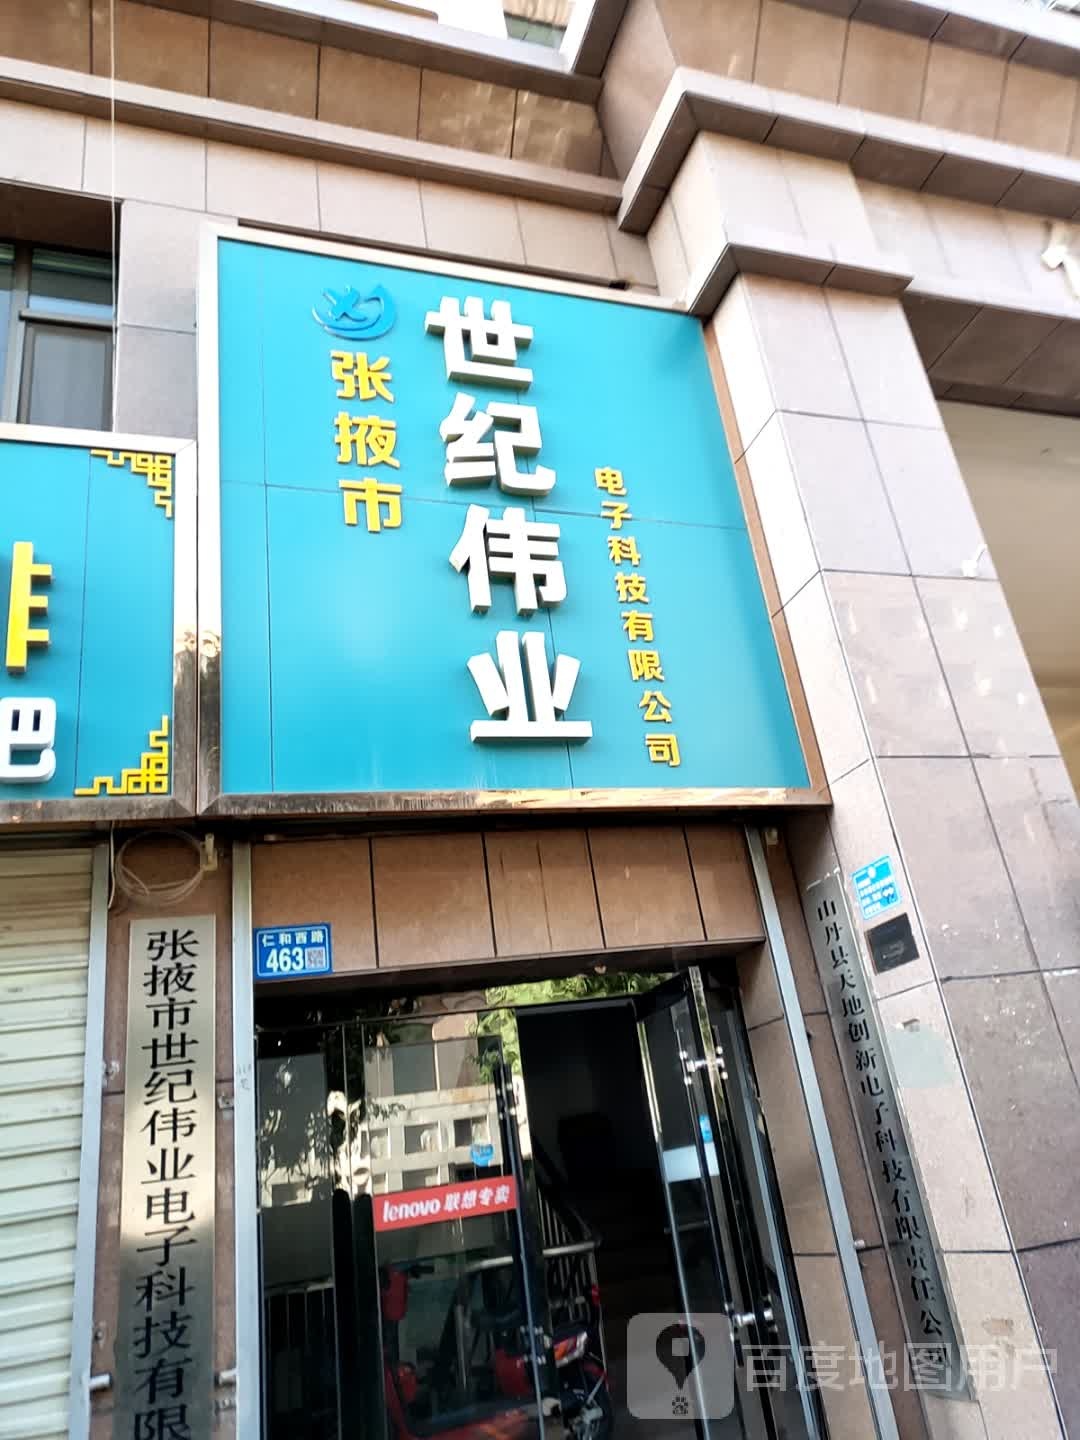 张掖市
世纪伟业
电子科技有限公司
吧
仁和西路
463
张掖市世纪伟业电子科技有限
山丹县天地创新电子科技有限责任公
lenovo 联想专卖
百度地图用户